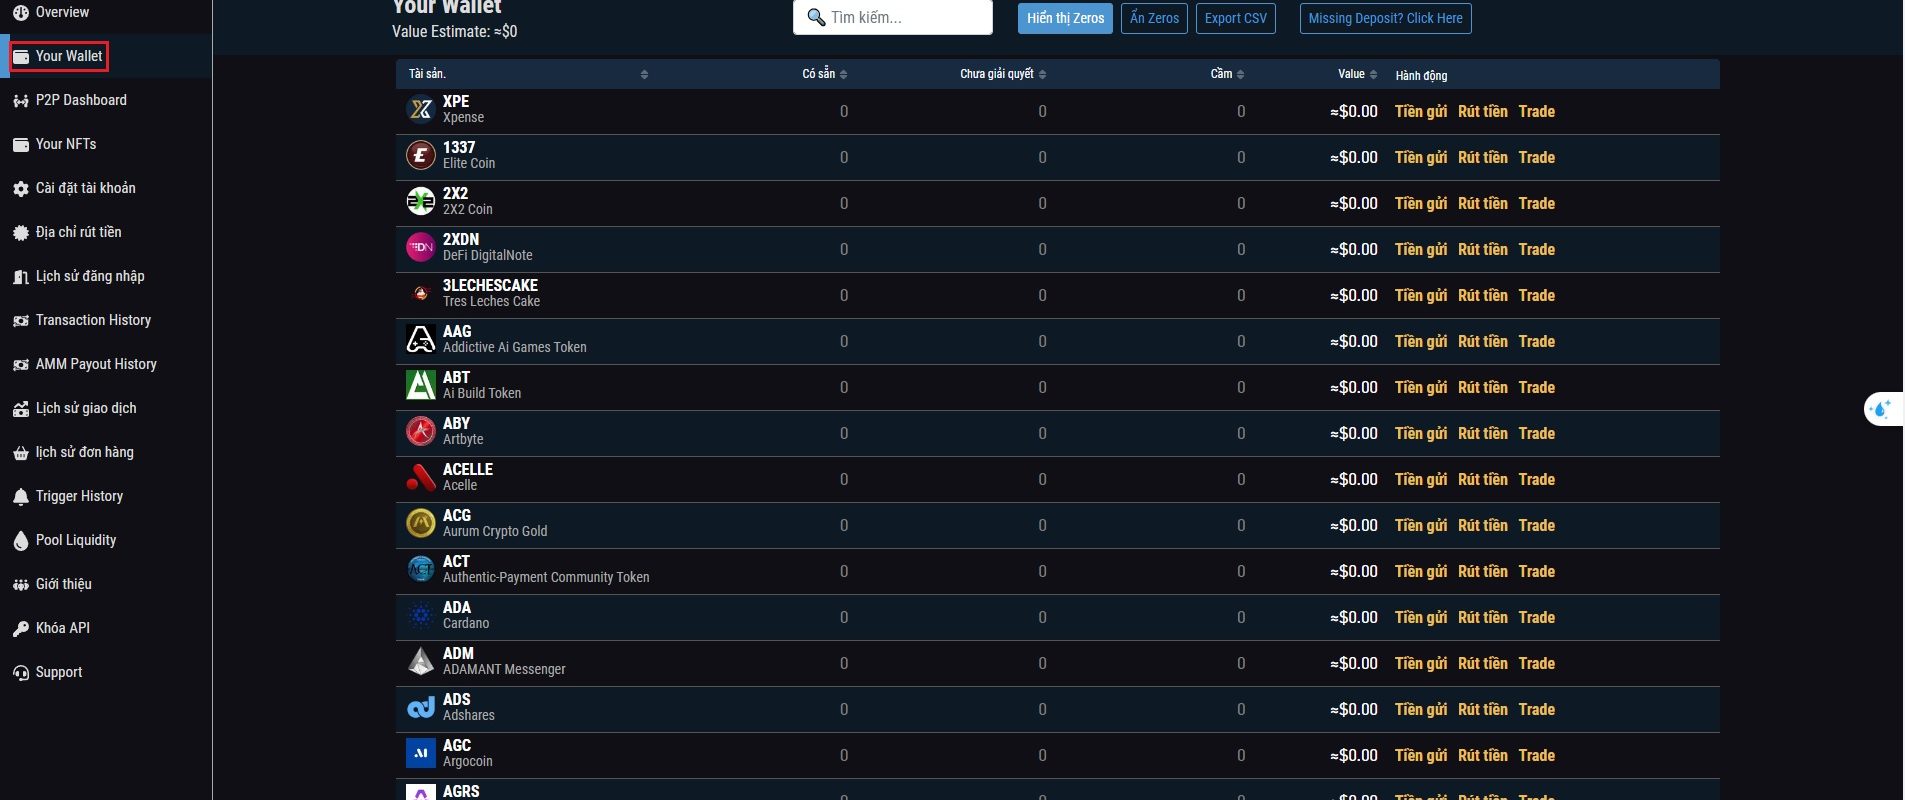 Overview
Your Wallet
P2P Dashboard
Your NFTs
Cài đặt tài khoản
Địa chỉ rút tiền
Lịch sử đăng nhập
Transaction History
AMM Payout History
Lịch sử giao dịch
lịch sử đơn hàng
Trigger History
Pool Liquidity
Giới thiệu
Khóa API
Support
Your Wallet
Value Estimate: ≈$0
Tìm kiếm...
Hiển thị Zeros
Ẩn Zeros
Export CSV
Missing Deposit? Click Here
Tài sản. Có sẵn Chưa giải quyết Cầm Value Hành động
XPE
Xpense
0 0 0 ≈$0.00 Tiền gửi Rút tiền Trade
1337
Elite Coin
0 0 0 ≈$0.00 Tiền gửi Rút tiền Trade
2X2
2X2 Coin
0 0 0 ≈$0.00 Tiền gửi Rút tiền Trade
2XDN
DeFi DigitalNote
0 0 0 ≈$0.00 Tiền gửi Rút tiền Trade
3LECHESCAKE
Tres Leches Cake
0 0 0 ≈$0.00 Tiền gửi Rút tiền Trade
AAG
Addictive Ai Games Token
0 0 0 ≈$0.00 Tiền gửi Rút tiền Trade
ABT
Ai Build Token
0 0 0 ≈$0.00 Tiền gửi Rút tiền Trade
ABY
Artbyte
0 0 0 ≈$0.00 Tiền gửi Rút tiền Trade
ACELLE
Acelle
0 0 0 ≈$0.00 Tiền gửi Rút tiền Trade
ACG
Aurum Crypto Gold
0 0 0 ≈$0.00 Tiền gửi Rút tiền Trade
ACT
Authentic-Payment Community Token
0 0 0 ≈$0.00 Tiền gửi Rút tiền Trade
ADA
Cardano
0 0 0 ≈$0.00 Tiền gửi Rút tiền Trade
ADM
ADAMANT Messenger
0 0 0 ≈$0.00 Tiền gửi Rút tiền Trade
ADS
Adshares
0 0 0 ≈$0.00 Tiền gửi Rút tiền Trade
AGC
Argocoin
0 0 0 ≈$0.00 Tiền gửi Rút tiền Trade
AGRS